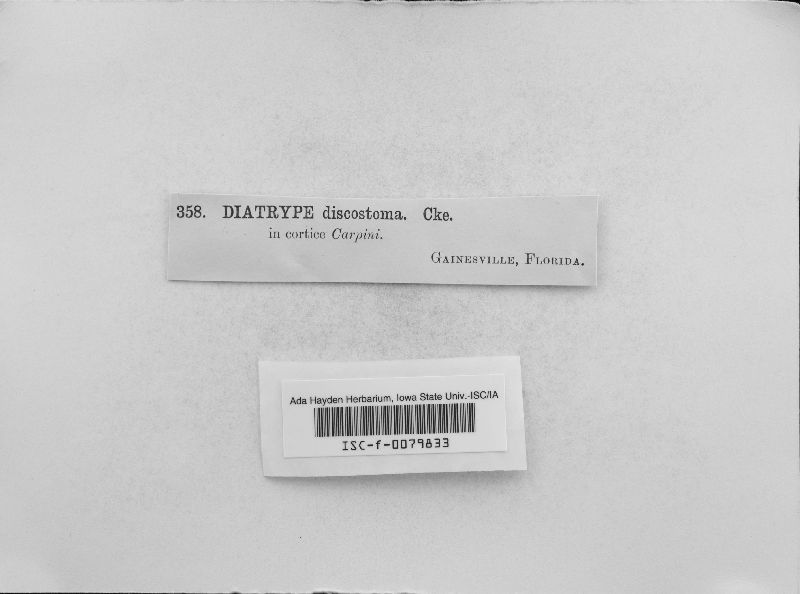 358. DIATRYPE discostoma. Cke.
in cortice Carpini.
GAINESVILLE, FLORIDA.
Ada Hayden Herbarium, Iowa State Univ.-ISC/IA
ISC-f-0079833